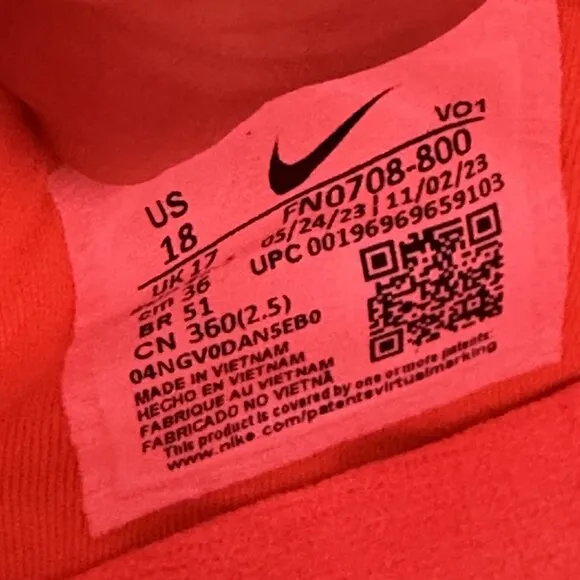 VO1
US
18
FN0708-800
05/24/23 | 11/02/23
UPC 00196969659103
UK 17
cm 36
BR 51
CN 360(2.5)
04NGV0DAN5EB0
MADE IN VIETNAM
HECHO EN VIETNAM
FABRIQUE AU VIETNAM
FABRICADO NO VIETNÃ
This product is covered by one or more patents:
www.nike.com/patentsvirtualmarking